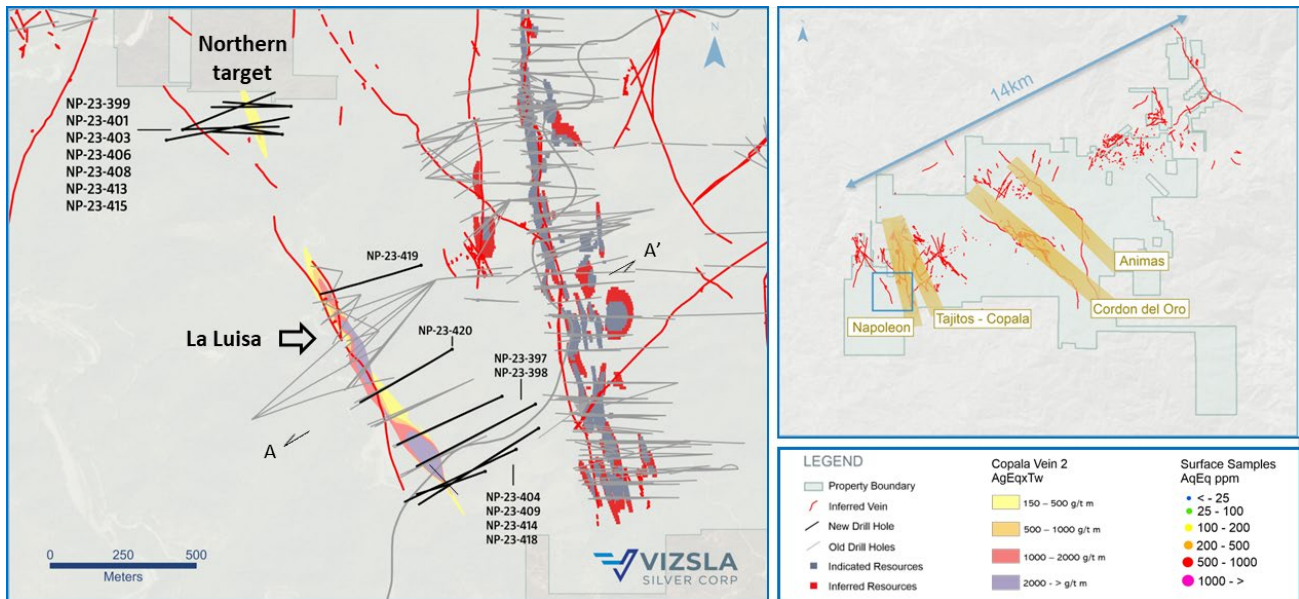 Northern
target
NP-23-399
NP-23-401
NP-23-403
NP-23-406
NP-23-408
NP-23-413
NP-23-415
NP-23-419
A'
La Luisa
NP-23-420
NP-23-397
NP-23-398
A
NP-23-404
NP-23-409
NP-23-414
NP-23-418
0 250 500
Meters
VIZSLA
SILVER CORP
14km
Animas
Cordon del Oro
Napoleon
Tajitos - Copala
LEGEND
Property Boundary
Inferred Vein
New Drill Hole
Old Drill Holes
Indicated Resources
Inferred Resources
Copala Vein 2
AgEqxTw
150 – 500 g/t m
500 – 1000 g/t m
1000 – 2000 g/t m
2000 - > g/t m
Surface Samples
AqEq ppm
< - 25
25 - 100
100 - 200
200 - 500
500 - 1000
1000 - >